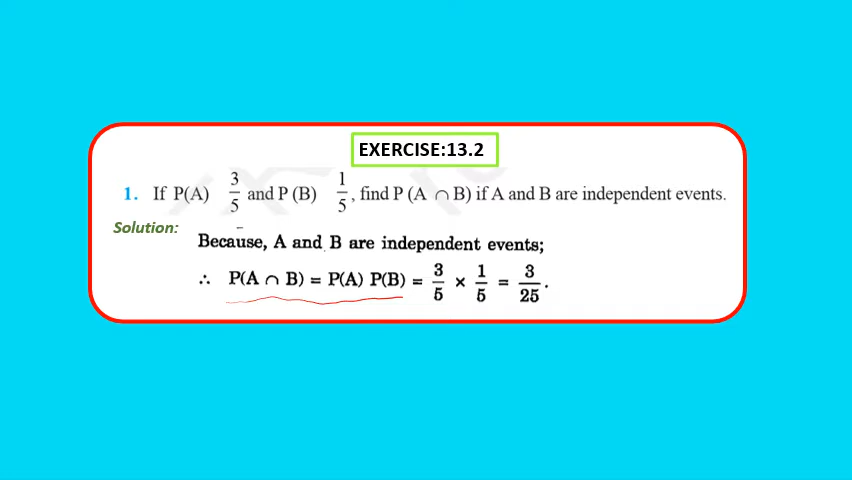 EXERCISE:13.2
1. If P(A) 3/5 and P (B) 1/5, find P (A ∩ B) if A and B are independent events.
Solution:
Because, A and B are independent events;
∴ P(A ∩ B) = P(A) P(B) = 3/5 × 1/5 = 3/25.